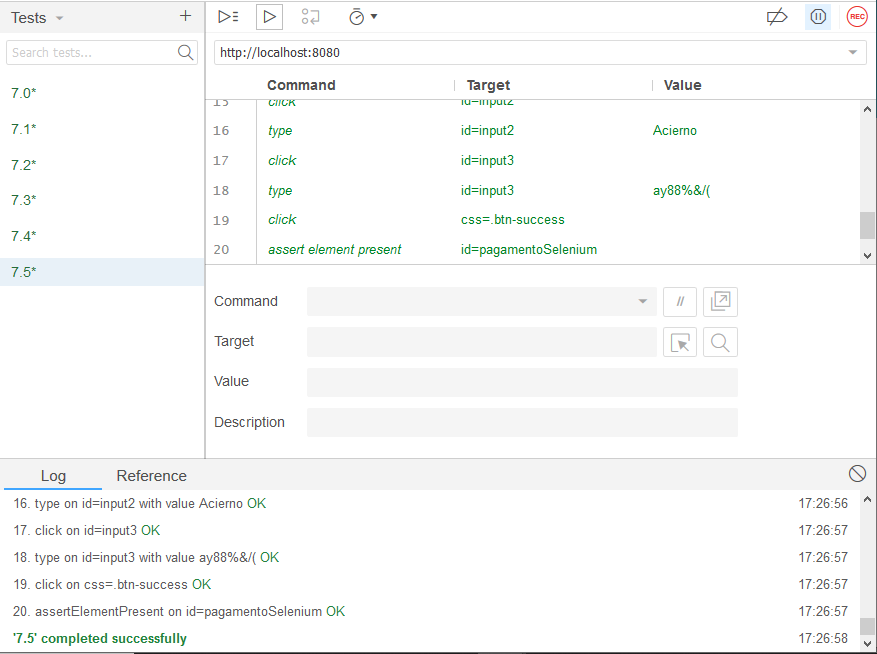 Tests
REC
Search tests...
http://localhost:8080
Command Target Value
7.0*
7.1*
7.2*
7.3*
7.4*
7.5*
15 click id=input2
16 type id=input2 Acierno
17 click id=input3
18 type id=input3 ay88%&/(
19 click css=.btn-success
20 assert element present id=pagamentoSelenium
Command //
Target
Value
Description
Log Reference
16. type on id=input2 with value Acierno OK 17:26:56
17. click on id=input3 OK 17:26:57
18. type on id=input3 with value ay88%&/( OK 17:26:57
19. click on css=.btn-success OK 17:26:57
20. assertElementPresent on id=pagamentoSelenium OK 17:26:57
'7.5' completed successfully 17:26:58